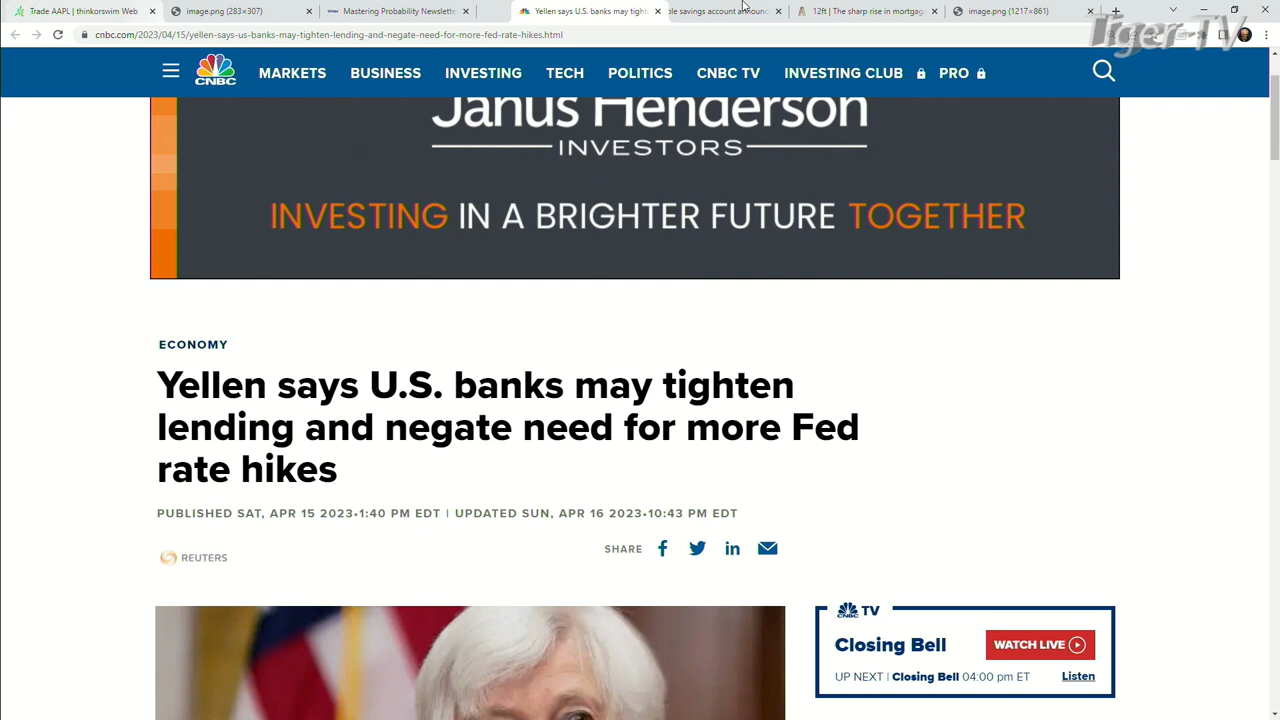 Trade AAPL | thinkorswim Web
image.png (283×307)
Mastering Probability Newslette
Yellen says U.S. banks may tight
ple savings account announc
12ft | The sharp rise in mortgag
image.png (1217×861)
Tiger-TV
cnbc.com/2023/04/15/yellen-says-us-banks-may-tighten-lending-and-negate-need-for-more-fed-rate-hikes.html
CNBC
MARKETS BUSINESS INVESTING TECH POLITICS CNBC TV INVESTING CLUB PRO
Janus Henderson
INVESTORS
INVESTING IN A BRIGHTER FUTURE TOGETHER
ECONOMY
Yellen says U.S. banks may tighten
lending and negate need for more Fed
rate hikes
PUBLISHED SAT, APR 15 2023•1:40 PM EDT | UPDATED SUN, APR 16 2023•10:43 PM EDT
REUTERS
SHARE
CNBC TV
Closing Bell
WATCH LIVE
UP NEXT | Closing Bell 04:00 pm ET
Listen